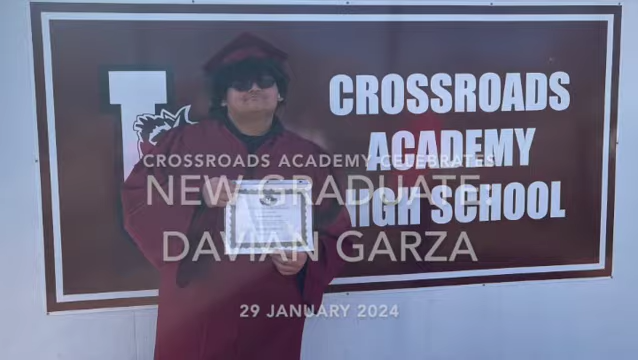 CROSSROADS
ACADEMY
HIGH SCHOOL
CROSSROADS ACADEMY CELEBRATES
NEW GRADUATE
DAVIAN GARZA
29 JANUARY 2024